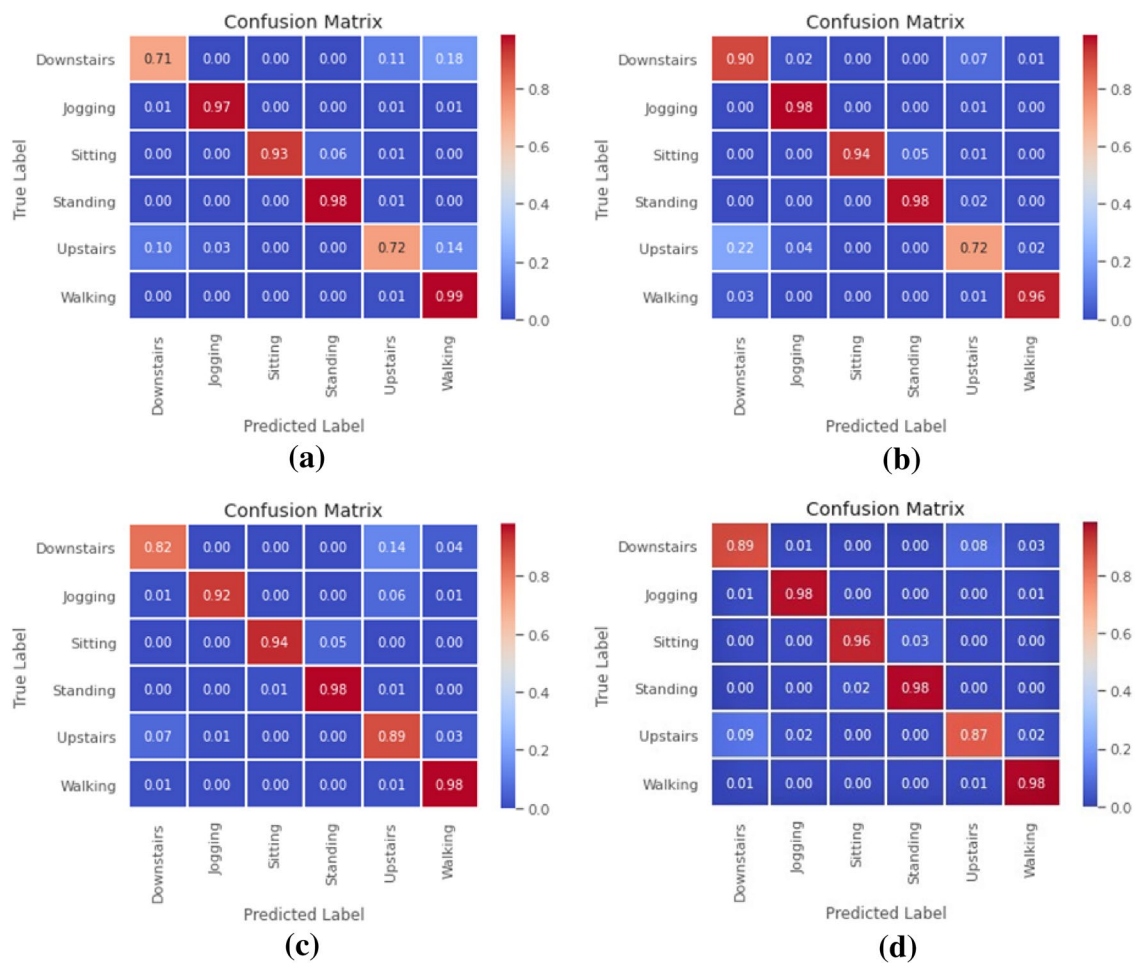 Confusion Matrix
True Label
Downstairs 0.71 0.00 0.00 0.00 0.11 0.18
Jogging 0.01 0.97 0.00 0.00 0.01 0.01
Sitting 0.00 0.00 0.93 0.06 0.01 0.00
Standing 0.00 0.00 0.00 0.98 0.01 0.00
Upstairs 0.10 0.03 0.00 0.00 0.72 0.14
Walking 0.00 0.00 0.00 0.00 0.01 0.99
Downstairs Jogging Sitting Standing Upstairs Walking
Predicted Label
0.8
0.6
0.4
0.2
0.0
(a)
Confusion Matrix
True Label
Downstairs 0.90 0.02 0.00 0.00 0.07 0.01
Jogging 0.00 0.98 0.00 0.00 0.01 0.00
Sitting 0.00 0.00 0.94 0.05 0.01 0.00
Standing 0.00 0.00 0.00 0.98 0.02 0.00
Upstairs 0.22 0.04 0.00 0.00 0.72 0.02
Walking 0.03 0.00 0.00 0.00 0.01 0.96
Downstairs Jogging Sitting Standing Upstairs Walking
Predicted Label
0.8
0.6
0.4
0.2
0.0
(b)
Confusion Matrix
True Label
Downstairs 0.82 0.00 0.00 0.00 0.14 0.04
Jogging 0.01 0.92 0.00 0.00 0.06 0.01
Sitting 0.00 0.00 0.94 0.05 0.00 0.00
Standing 0.00 0.00 0.01 0.98 0.01 0.00
Upstairs 0.07 0.01 0.00 0.00 0.89 0.03
Walking 0.01 0.00 0.00 0.00 0.01 0.98
Downstairs Jogging Sitting Standing Upstairs Walking
Predicted Label
0.8
0.6
0.4
0.2
0.0
(c)
Confusion Matrix
True Label
Downstairs 0.89 0.01 0.00 0.00 0.08 0.03
Jogging 0.01 0.98 0.00 0.00 0.00 0.01
Sitting 0.00 0.00 0.96 0.03 0.00 0.00
Standing 0.00 0.00 0.02 0.98 0.00 0.00
Upstairs 0.09 0.02 0.00 0.00 0.87 0.02
Walking 0.01 0.00 0.00 0.00 0.01 0.98
Downstairs Jogging Sitting Standing Upstairs Walking
Predicted Label
0.8
0.6
0.4
0.2
0.0
(d)